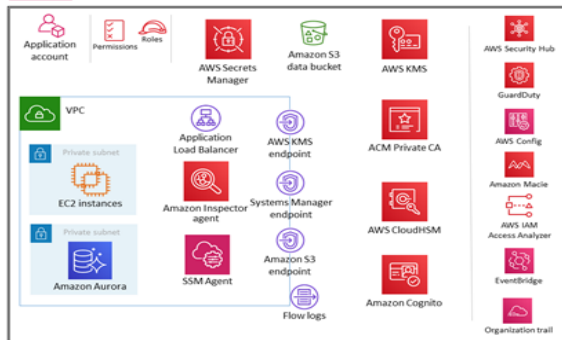 Application
account
Permissions
Roles
AWS Secrets
Manager
Amazon S3
data bucket
AWS KMS
AWS Security Hub
GuardDuty
AWS Config
Amazon Macie
AWS IAM
Access Analyzer
EventBridge
Organization trail
VPC
Private subnet
EC2 instances
Private subnet
Amazon Aurora
Application
Load Balancer
Amazon Inspector
agent
SSM Agent
AWS KMS
endpoint
Systems Manager
endpoint
Amazon S3
endpoint
Flow logs
ACM Private CA
AWS CloudHSM
Amazon Cognito